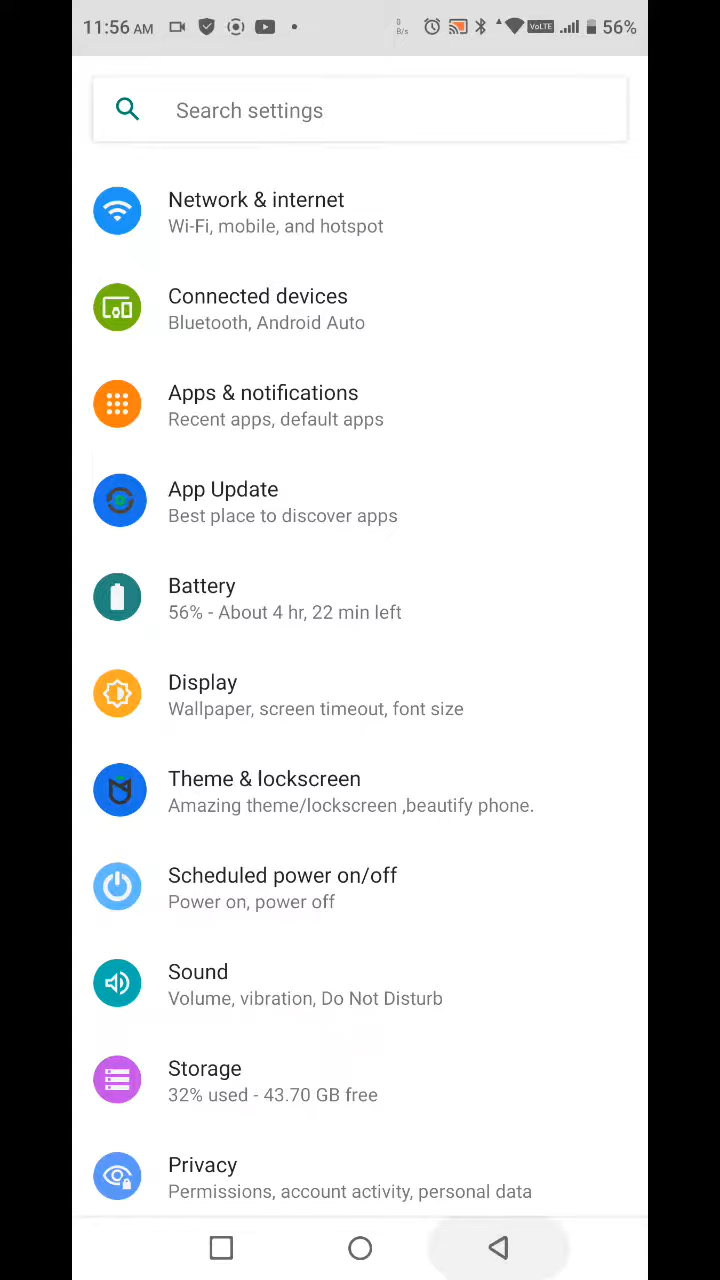 11:56 AM
0 B/s
VoLTE
56%
Search settings
Network & internet
Wi-Fi, mobile, and hotspot
Connected devices
Bluetooth, Android Auto
Apps & notifications
Recent apps, default apps
App Update
Best place to discover apps
Battery
56% - About 4 hr, 22 min left
Display
Wallpaper, screen timeout, font size
Theme & lockscreen
Amazing theme/lockscreen ,beautify phone.
Scheduled power on/off
Power on, power off
Sound
Volume, vibration, Do Not Disturb
Storage
32% used - 43.70 GB free
Privacy
Permissions, account activity, personal data